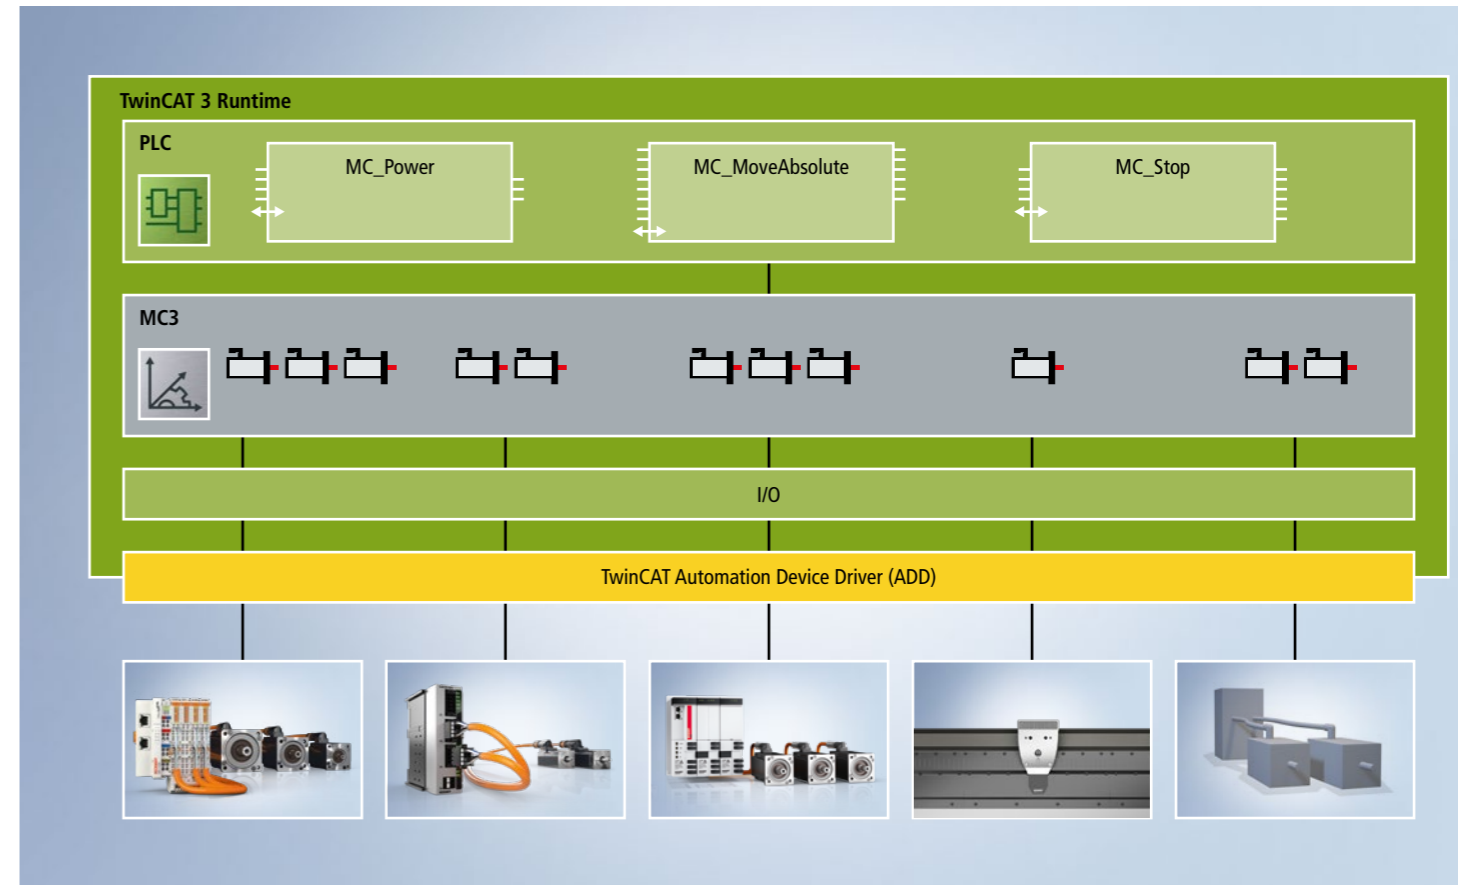 TwinCAT 3 Runtime
PLC
MC_Power
MC_MoveAbsolute
MC_Stop
MC3
I/O
TwinCAT Automation Device Driver (ADD)